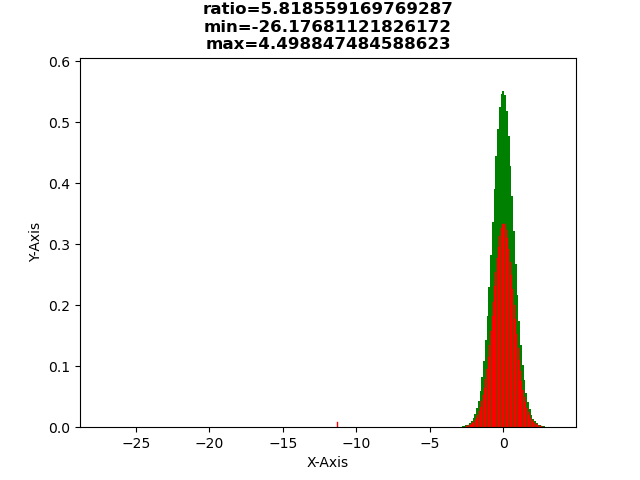 ratio=5.818559169769287
min=-26.17681121826172
max=4.498847484588623
0.6
0.5
0.4
0.3
0.2
0.1
0.0
Y-Axis
−25
−20
−15
−10
−5
0
X-Axis